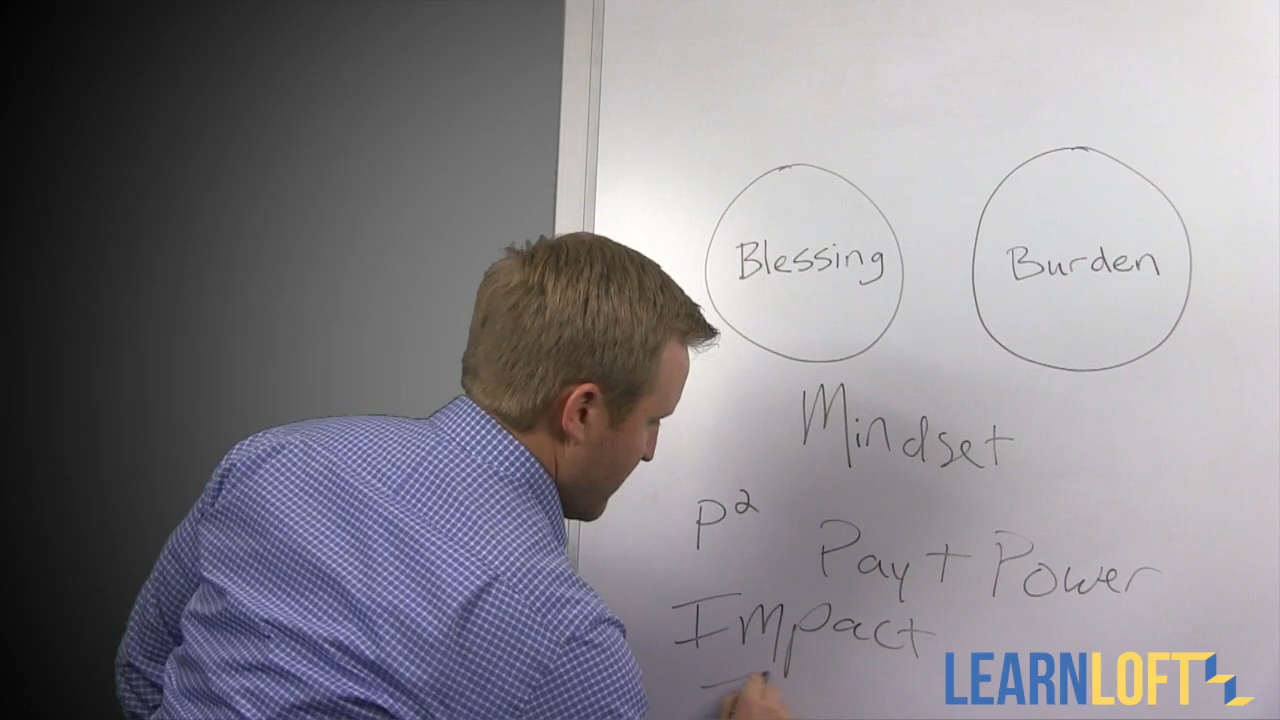 Blessing Burden
Mindset
P² Pay + Power
Impact
LEARNLOFT